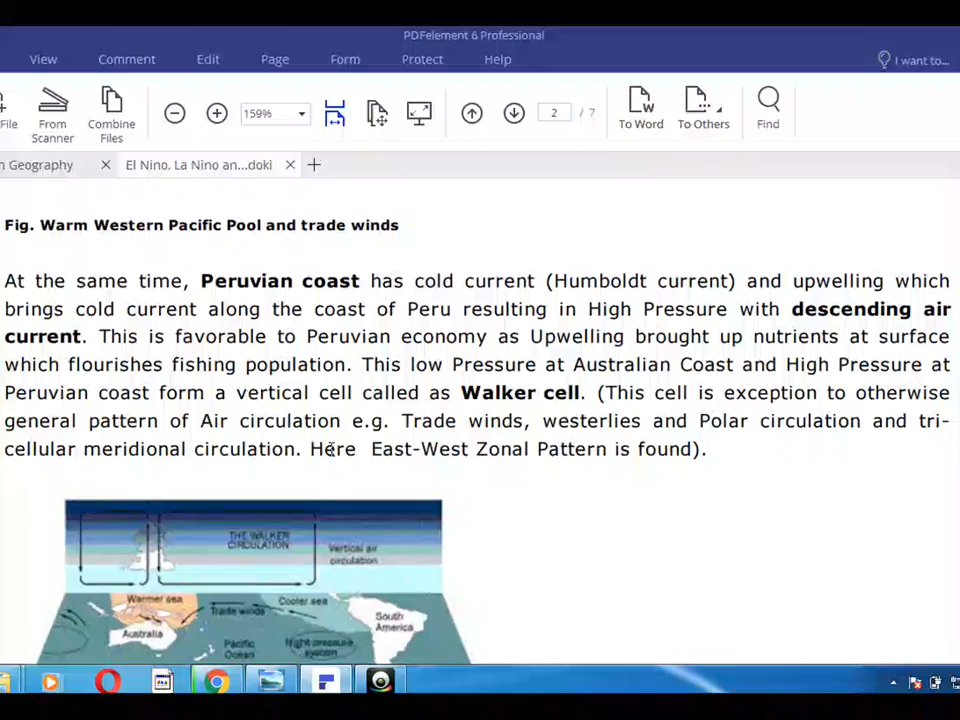 PDFelement 6 Professional
View Comment Edit Page Form Protect Help I want to...
File From Scanner Combine Files 159% 2 / 7 To Word To Others Find
n Geography El Nino, La Nino an...doki
Fig. Warm Western Pacific Pool and trade winds
At the same time, Peruvian coast has cold current (Humboldt current) and upwelling which
brings cold current along the coast of Peru resulting in High Pressure with descending air
current. This is favorable to Peruvian economy as Upwelling brought up nutrients at surface
which flourishes fishing population. This low Pressure at Australian Coast and High Pressure at
Peruvian coast form a vertical cell called as Walker cell. (This cell is exception to otherwise
general pattern of Air circulation e.g. Trade winds, westerlies and Polar circulation and tri-
cellular meridional circulation. Here East-West Zonal Pattern is found).
THE WALKER
CIRCULATION
Vertical air
circulation
Warmer sea
Trade winds
Cooler sea
South
America
Australia
Pacific
Ocean
Hight pressure
system